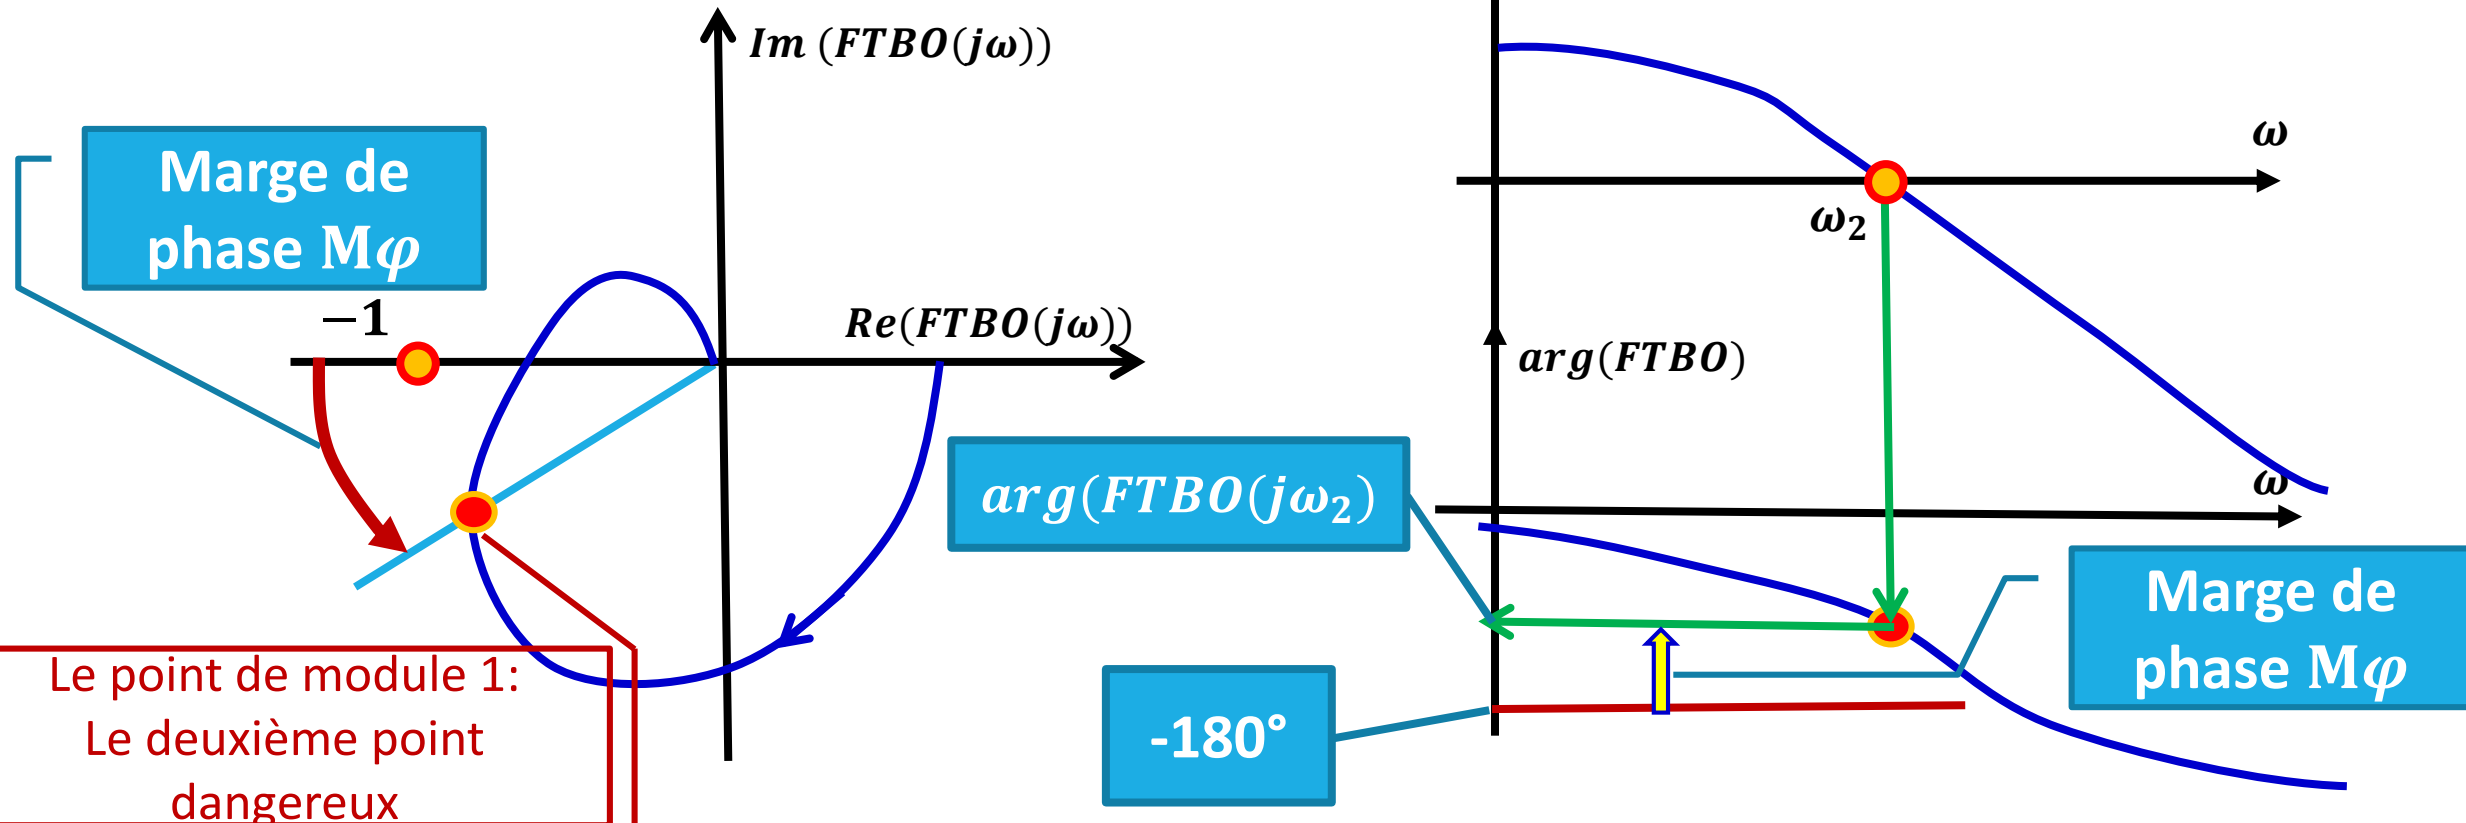 Im (FTBO(jω))
Marge de
phase Mφ
−1
Re(FTBO(jω))
Le point de module 1:
Le deuxième point
dangereux
ω
ω₂
arg(FTBO)
arg(FTBO(jω₂)
ω
Marge de
phase Mφ
-180°